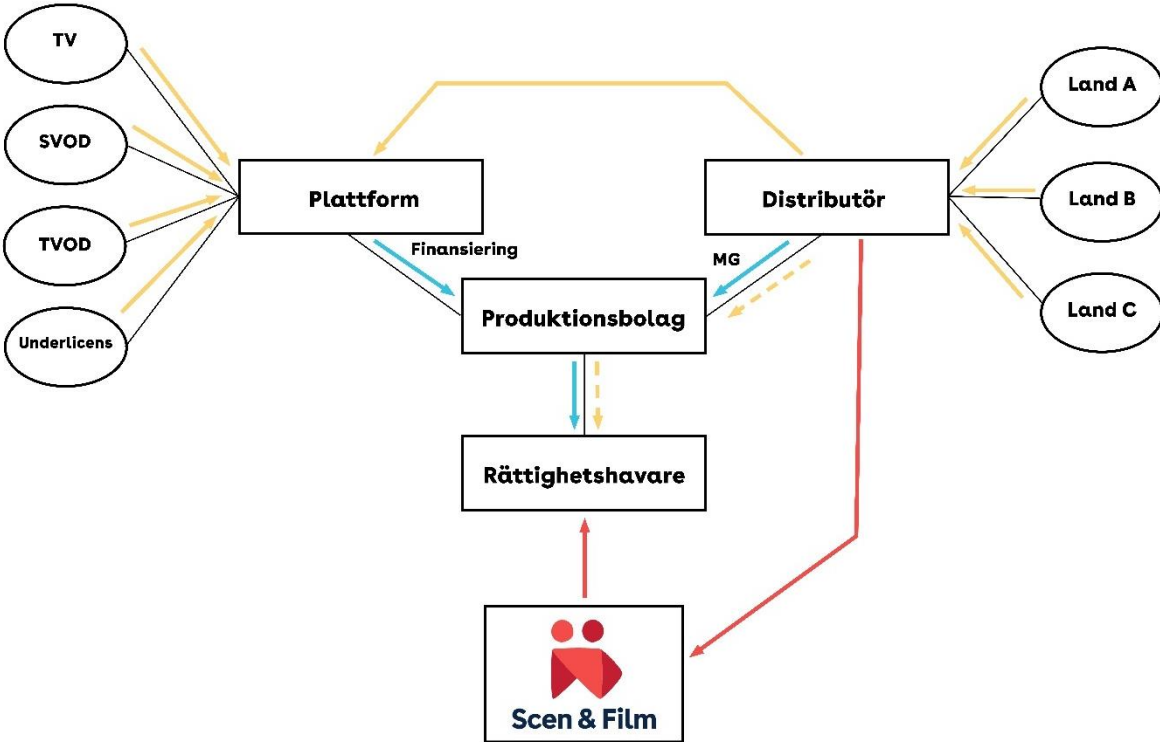 TV
SVOD
TVOD
Underlicens
Plattform
Distributör
Land A
Land B
Land C
Finansiering
MG
Produktionsbolag
Rättighetshavare
Scen & Film